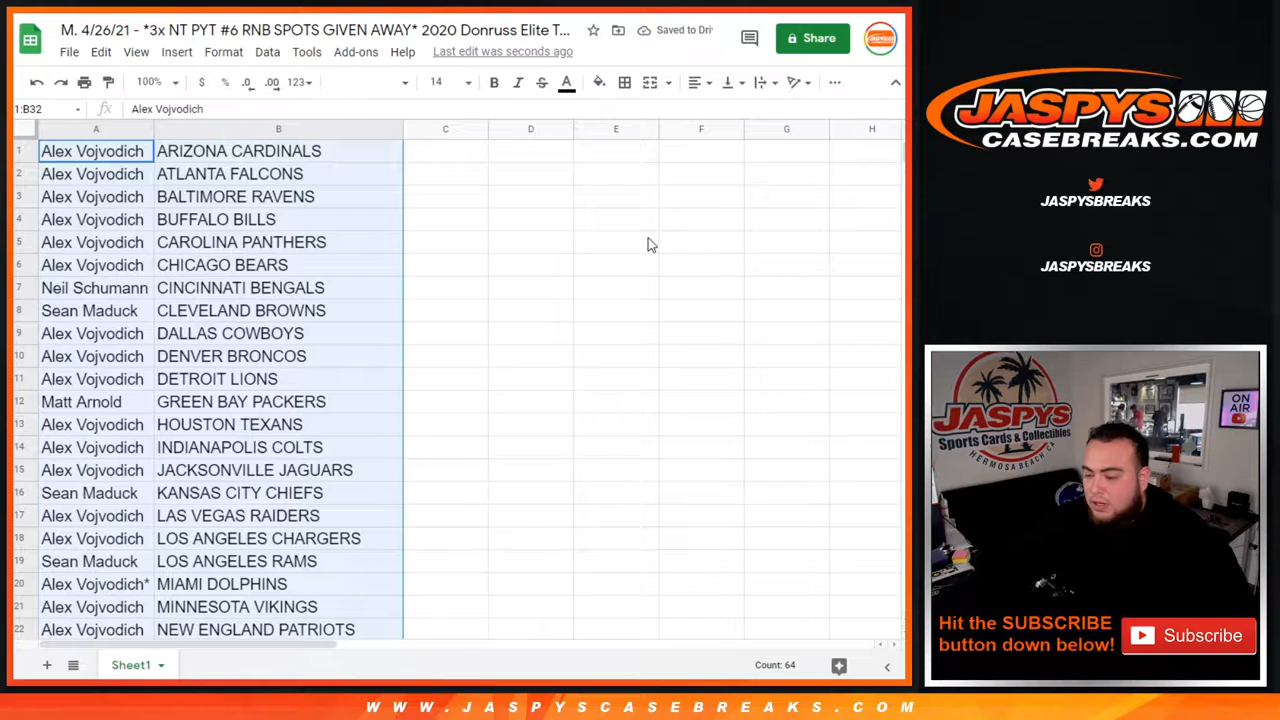 M. 4/26/21 - *3x NT PYT #6 RNB SPOTS GIVEN AWAY* 2020 Donruss Elite T...
Saved to Dri
Share
File Edit View Insert Format Data Tools Add-ons Help Last edit was seconds ago
100% $ % .0 .00 123 14 B I S A
1:B32 fx Alex Vojvodich
A B C D E F G H
1 Alex Vojvodich ARIZONA CARDINALS
2 Alex Vojvodich ATLANTA FALCONS
3 Alex Vojvodich BALTIMORE RAVENS
4 Alex Vojvodich BUFFALO BILLS
5 Alex Vojvodich CAROLINA PANTHERS
6 Alex Vojvodich CHICAGO BEARS
7 Neil Schumann CINCINNATI BENGALS
8 Sean Maduck CLEVELAND BROWNS
9 Alex Vojvodich DALLAS COWBOYS
10 Alex Vojvodich DENVER BRONCOS
11 Alex Vojvodich DETROIT LIONS
12 Matt Arnold GREEN BAY PACKERS
13 Alex Vojvodich HOUSTON TEXANS
14 Alex Vojvodich INDIANAPOLIS COLTS
15 Alex Vojvodich JACKSONVILLE JAGUARS
16 Sean Maduck KANSAS CITY CHIEFS
17 Alex Vojvodich LAS VEGAS RAIDERS
18 Alex Vojvodich LOS ANGELES CHARGERS
19 Sean Maduck LOS ANGELES RAMS
20 Alex Vojvodich* MIAMI DOLPHINS
21 Alex Vojvodich MINNESOTA VIKINGS
22 Alex Vojvodich NEW ENGLAND PATRIOTS
Sheet1
Count: 64
JASPYS
CASEBREAKS.COM
JASPYSBREAKS
JASPYSBREAKS
JASPYS
Sports Cards & Collectibles
HERMOSA BEACH, CA
ON
AIR
Hit the SUBSCRIBE
button down below!
Subscribe
WWW.JASPYSCASEBREAKS.COM